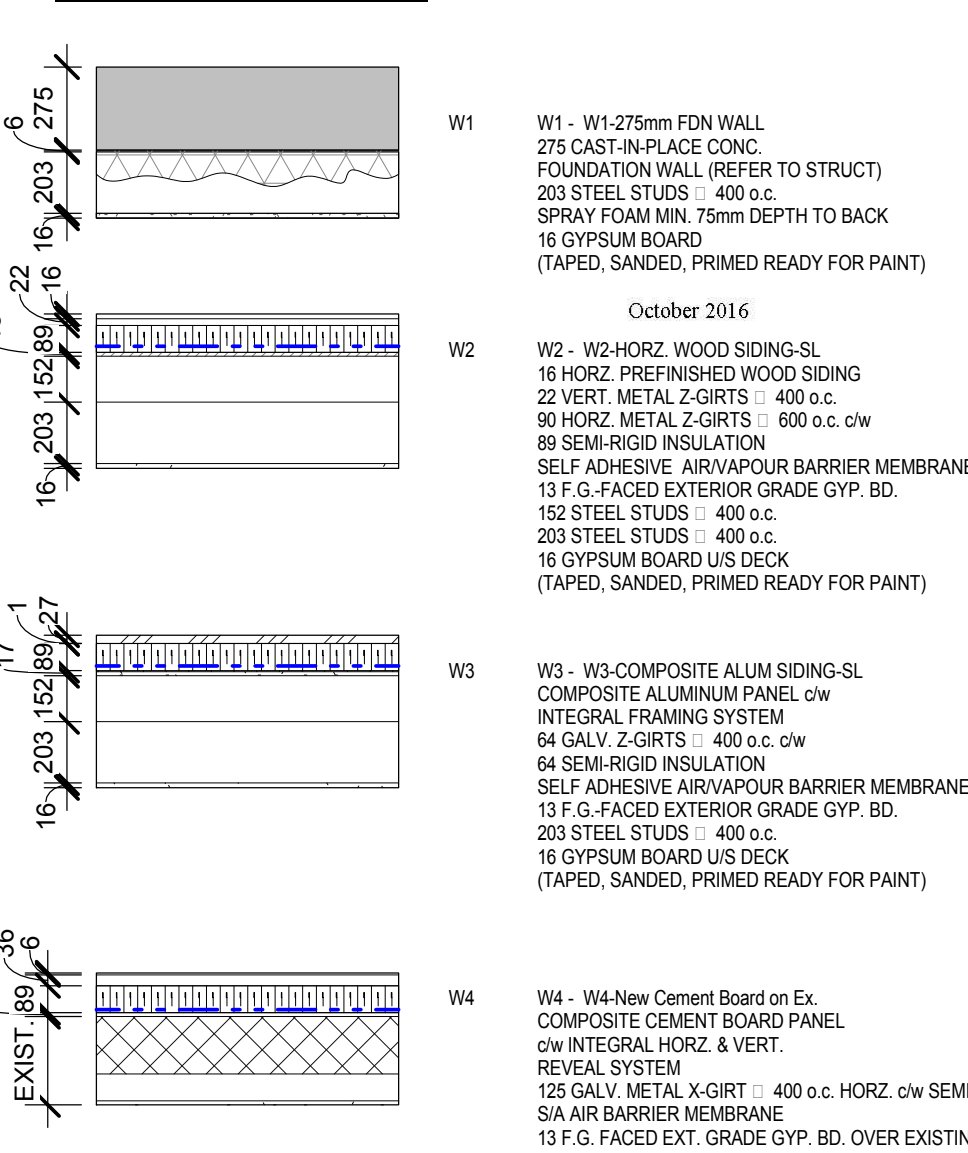 275
6
203
16
W1
W1 - W1-275mm FDN WALL
275 CAST-IN-PLACE CONC.
FOUNDATION WALL (REFER TO STRUCT)
203 STEEL STUDS □ 400 o.c.
SPRAY FOAM MIN. 75mm DEPTH TO BACK
16 GYPSUM BOARD
(TAPED, SANDED, PRIMED READY FOR PAINT)
October 2016
16
22
89
152
203
16
W2
W2 - W2-HORZ. WOOD SIDING-SL
16 HORZ. PREFINISHED WOOD SIDING
22 VERT. METAL Z-GIRTS □ 400 o.c.
90 HORZ. METAL Z-GIRTS □ 600 o.c. c/w
89 SEMI-RIGID INSULATION
SELF ADHESIVE AIR/VAPOUR BARRIER MEMBRANE
13 F.G.-FACED EXTERIOR GRADE GYP. BD.
152 STEEL STUDS □ 400 o.c.
203 STEEL STUDS □ 400 o.c.
16 GYPSUM BOARD U/S DECK
(TAPED, SANDED, PRIMED READY FOR PAINT)
27
1
89
152
203
16
W3
W3 - W3-COMPOSITE ALUM SIDING-SL
COMPOSITE ALUMINUM PANEL c/w
INTEGRAL FRAMING SYSTEM
64 GALV. Z-GIRTS □ 400 o.c. c/w
64 SEMI-RIGID INSULATION
SELF ADHESIVE AIR/VAPOUR BARRIER MEMBRANE
13 F.G.-FACED EXTERIOR GRADE GYP. BD.
203 STEEL STUDS □ 400 o.c.
16 GYPSUM BOARD U/S DECK
(TAPED, SANDED, PRIMED READY FOR PAINT)
6
36
89
EXIST.
W4
W4 - W4-New Cement Board on Ex.
COMPOSITE CEMENT BOARD PANEL
c/w INTEGRAL HORZ. & VERT.
REVEAL SYSTEM
125 GALV. METAL X-GIRT □ 400 o.c. HORZ. c/w SEMI
S/A AIR BARRIER MEMBRANE
13 F.G. FACED EXT. GRADE GYP. BD. OVER EXISTIN